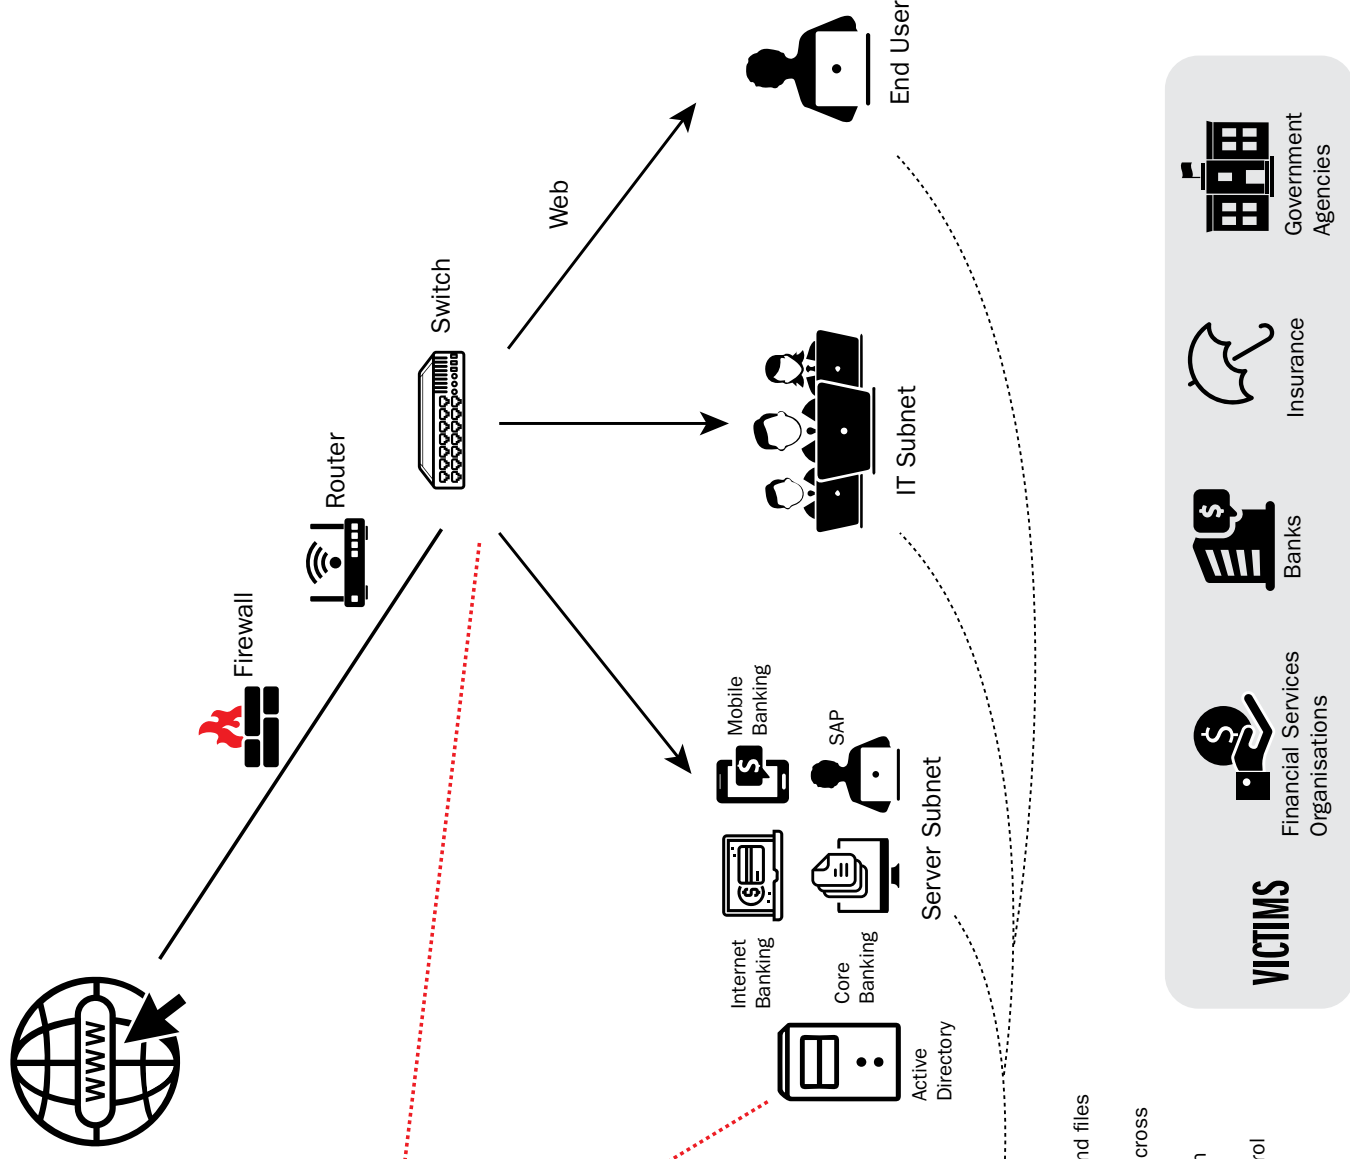 WWW
Firewall
Router
Switch
Web
End User
IT Subnet
Mobile
Banking
SAP
Internet
Banking
Core
Banking
Server Subnet
Active
Directory
nd files
cross
rol
VICTIMS
Financial Services
Organisations
Banks
Insurance
Government
Agencies